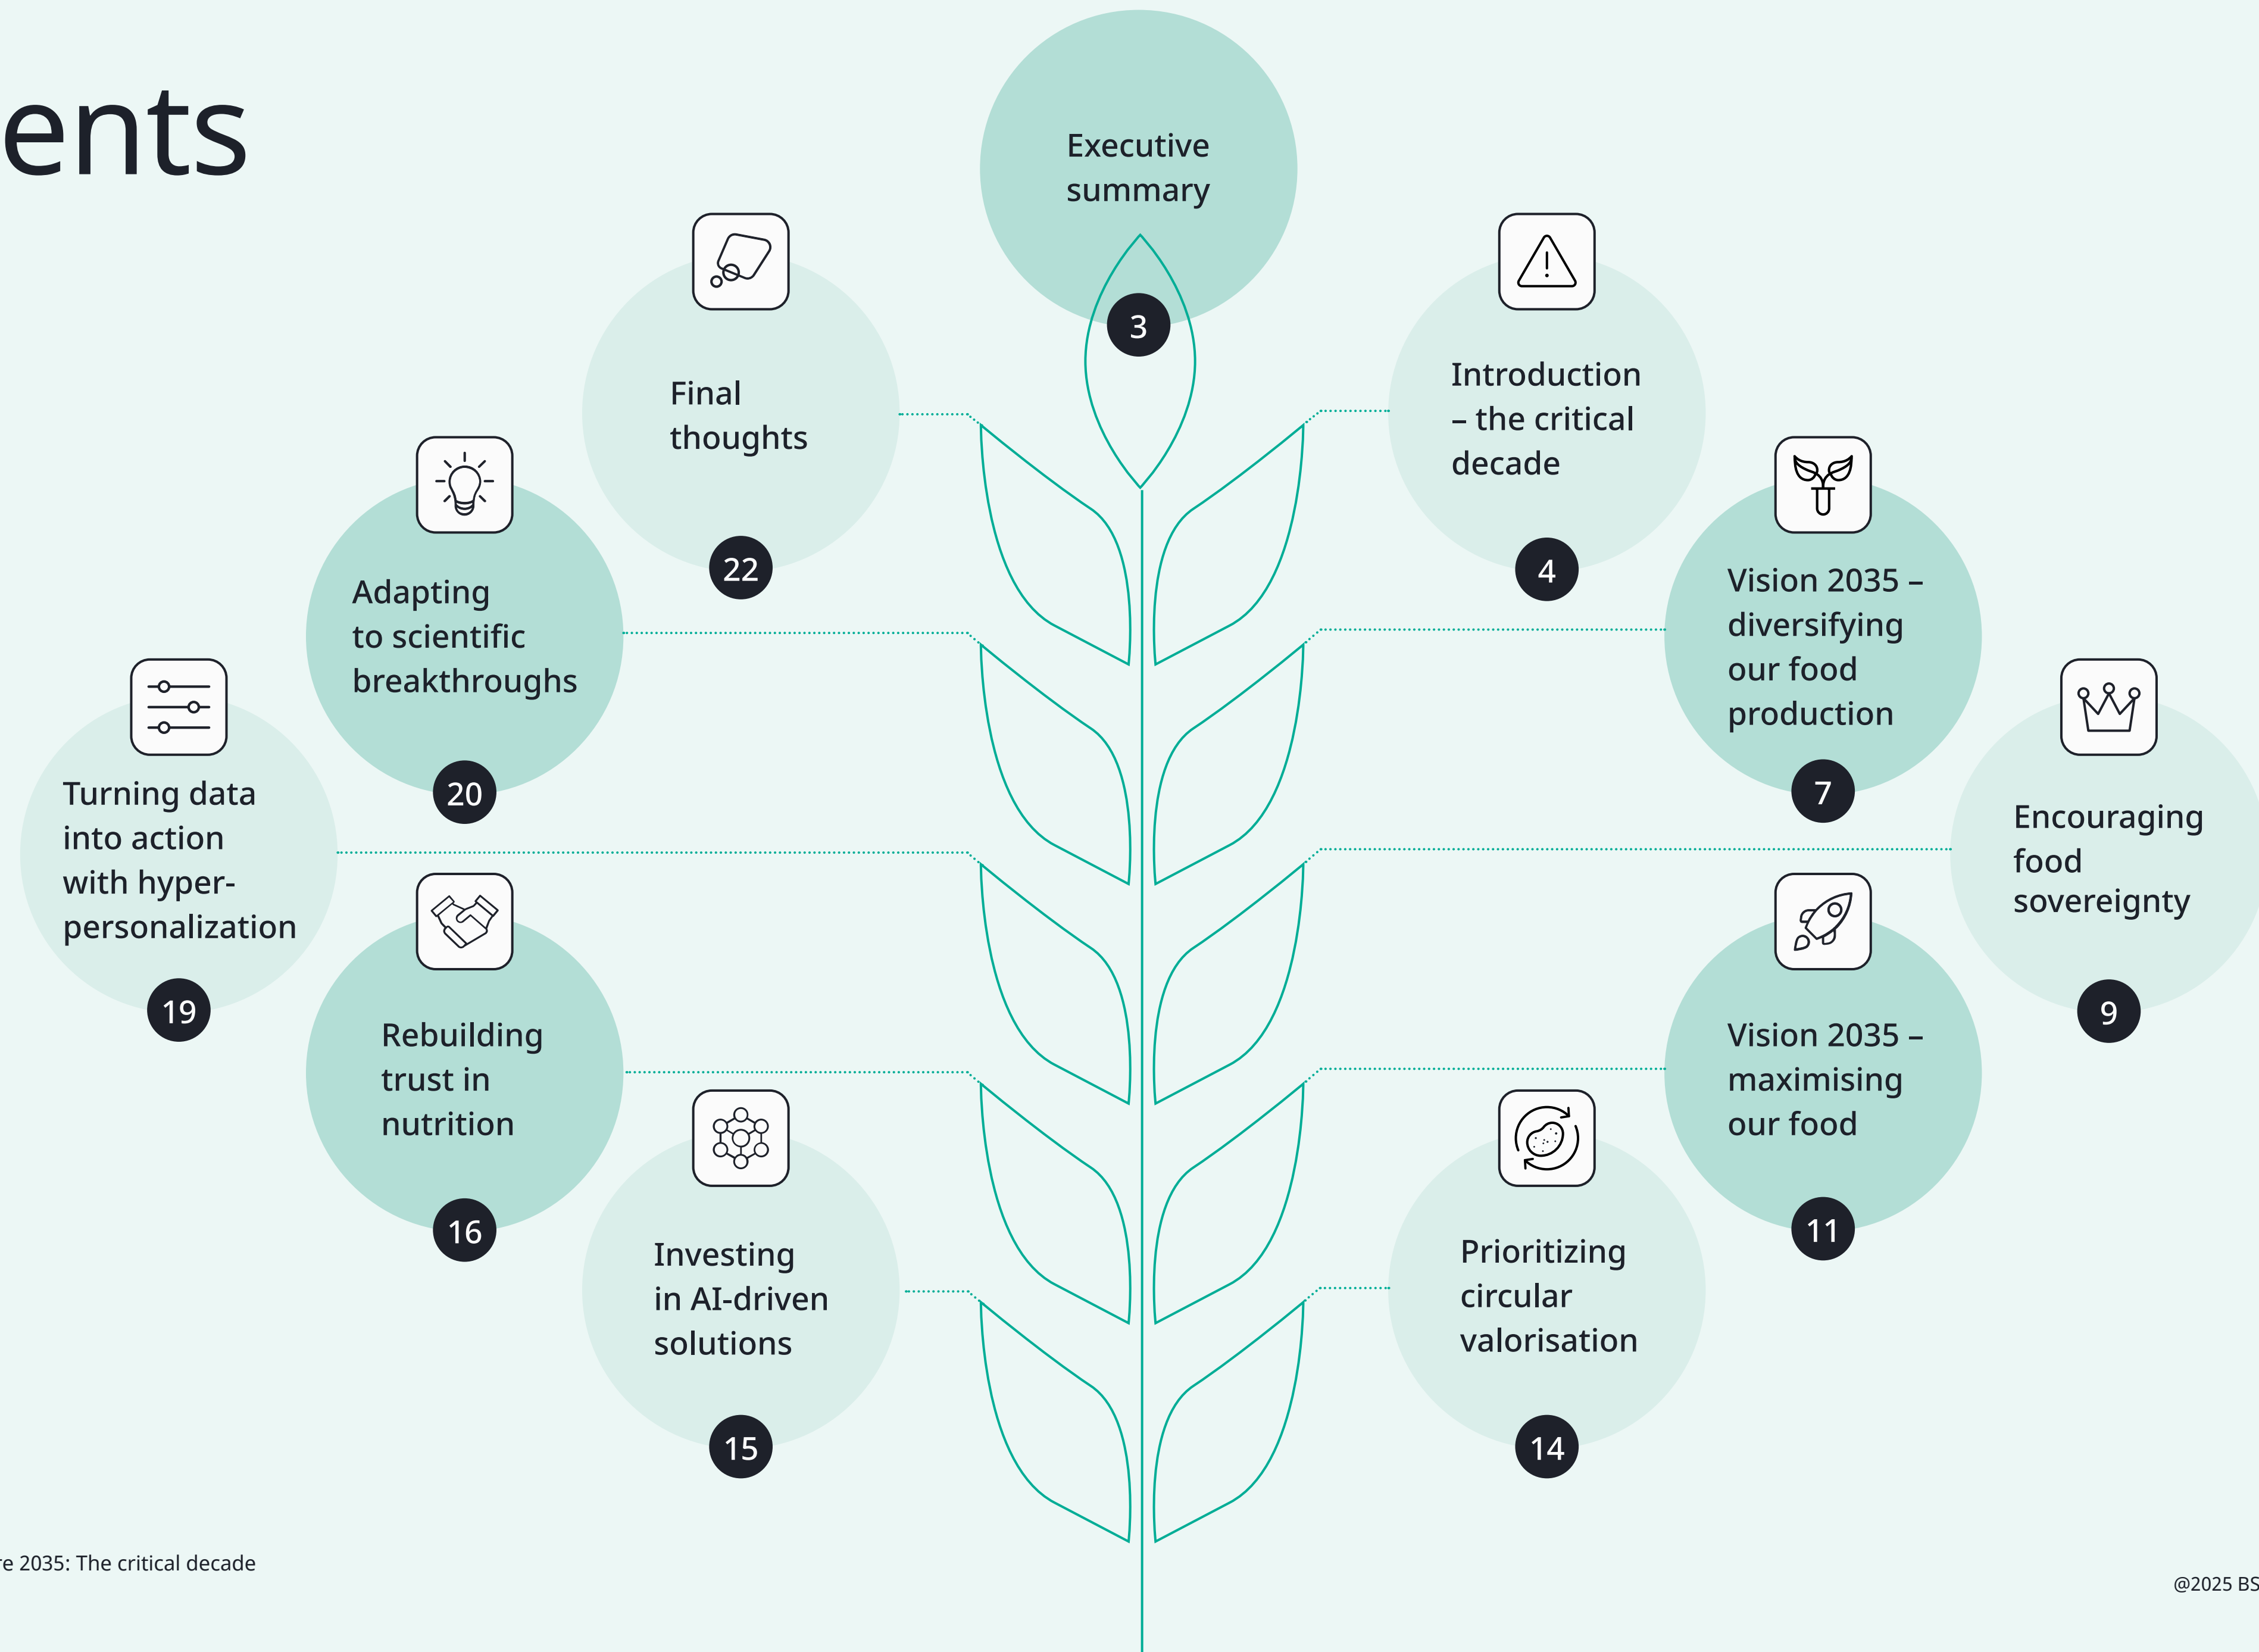 ents
Executive
summary
3
Introduction
– the critical
decade
4
Vision 2035 –
diversifying
our food
production
7
Encouraging
food
sovereignty
9
Vision 2035 –
maximising
our food
11
Prioritizing
circular
valorisation
14
Investing
in AI-driven
solutions
15
Rebuilding
trust in
nutrition
16
Turning data
into action
with hyper-
personalization
19
Adapting
to scientific
breakthroughs
20
Final
thoughts
22
re 2035: The critical decade
@2025 BS